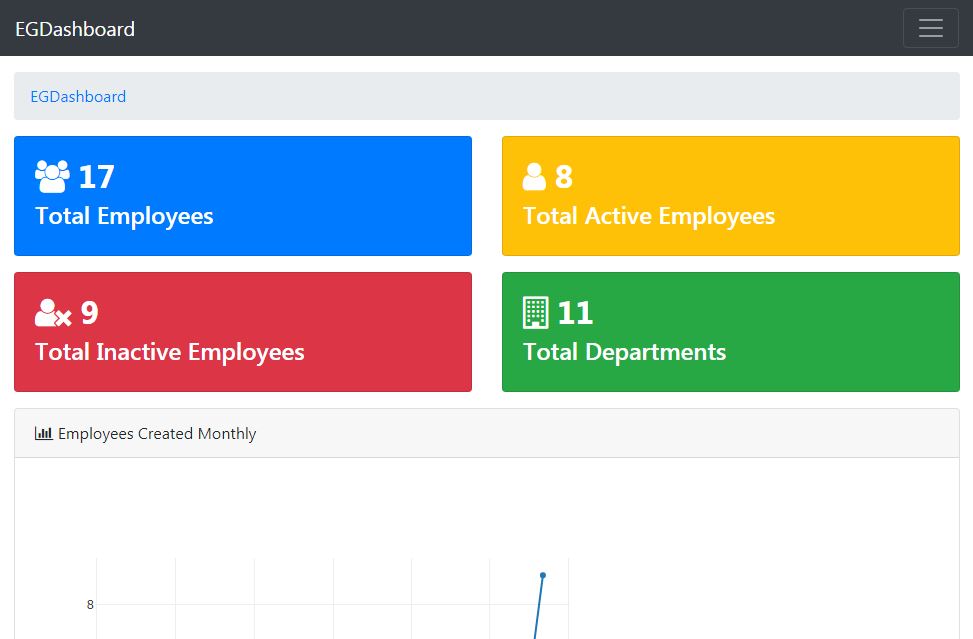 EGDashboard
EGDashboard
17
Total Employees
8
Total Active Employees
9
Total Inactive Employees
11
Total Departments
Employees Created Monthly
8